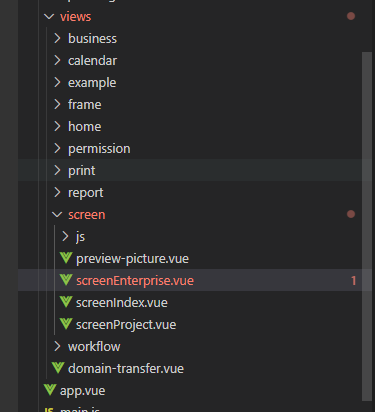 views
business
calendar
example
frame
home
permission
print
report
screen
js
preview-picture.vue
screenEnterprise.vue 1
screenIndex.vue
screenProject.vue
workflow
domain-transfer.vue
app.vue
main.js